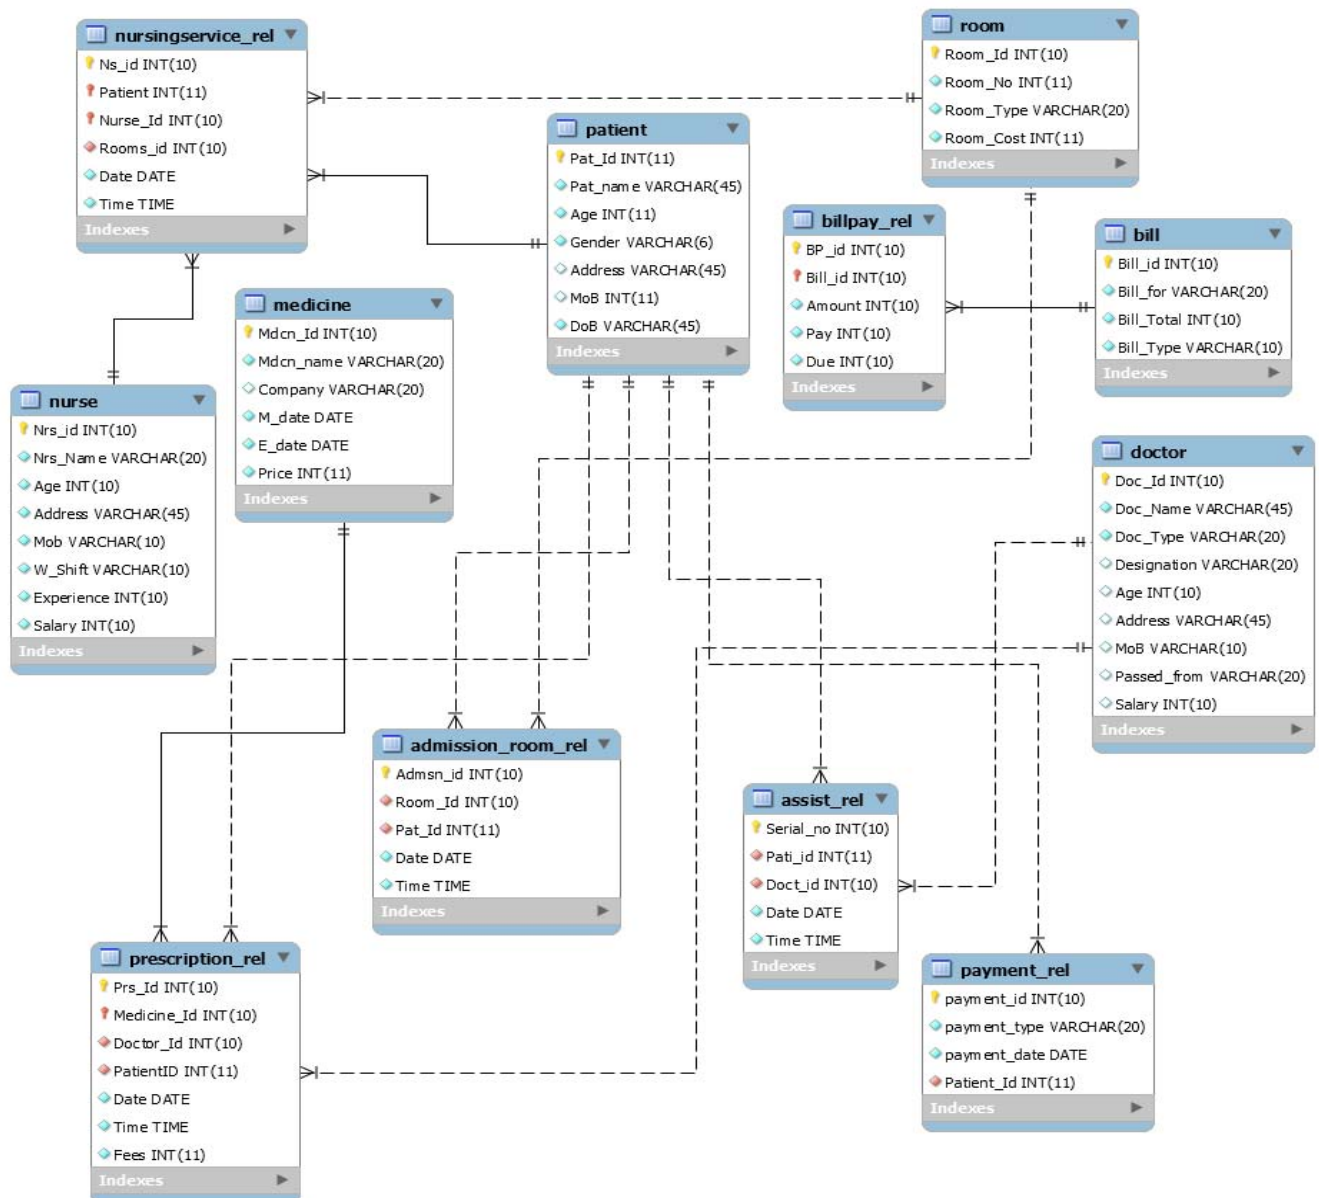 nursingservice_rel
Ns_id INT(10)
Patient INT(11)
Nurse_Id INT(10)
Rooms_id INT(10)
Date DATE
Time TIME
Indexes
room
Room_Id INT(10)
Room_No INT(11)
Room_Type VARCHAR(20)
Room_Cost INT(11)
Indexes
patient
Pat_Id INT(11)
Pat_name VARCHAR(45)
Age INT(11)
Gender VARCHAR(6)
Address VARCHAR(45)
MoB INT(11)
DoB VARCHAR(45)
Indexes
billpay_rel
BP_id INT(10)
Bill_id INT(10)
Amount INT(10)
Pay INT(10)
Due INT(10)
Indexes
bill
Bill_id INT(10)
Bill_for VARCHAR(20)
Bill_Total INT(10)
Bill_Type VARCHAR(10)
Indexes
medicine
Mdcn_Id INT(10)
Mdcn_name VARCHAR(20)
Company VARCHAR(20)
M_date DATE
E_date DATE
Price INT(11)
Indexes
nurse
Nrs_id INT(10)
Nrs_Name VARCHAR(20)
Age INT(10)
Address VARCHAR(45)
Mob VARCHAR(10)
W_Shift VARCHAR(10)
Experience INT(10)
Salary INT(10)
Indexes
doctor
Doc_Id INT(10)
Doc_Name VARCHAR(45)
Doc_Type VARCHAR(20)
Designation VARCHAR(20)
Age INT(10)
Address VARCHAR(45)
MoB VARCHAR(10)
Passed_from VARCHAR(20)
Salary INT(10)
Indexes
admission_room_rel
Admsn_id INT(10)
Room_Id INT(10)
Pat_Id INT(11)
Date DATE
Time TIME
Indexes
assist_rel
Serial_no INT(10)
Pati_id INT(11)
Doct_id INT(10)
Date DATE
Time TIME
Indexes
prescription_rel
Prs_Id INT(10)
Medicine_Id INT(10)
Doctor_Id INT(10)
PatientID INT(11)
Date DATE
Time TIME
Fees INT(11)
Indexes
payment_rel
payment_id INT(10)
payment_type VARCHAR(20)
payment_date DATE
Patient_Id INT(11)
Indexes